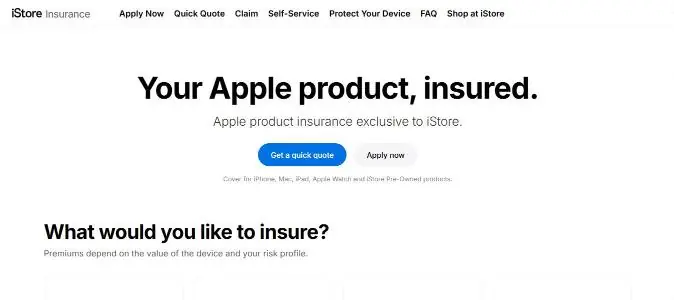 iStore Insurance Apply Now Quick Quote Claim Self-Service Protect Your Device FAQ Shop at iStore
Your Apple product, insured.
Apple product insurance exclusive to iStore.
Get a quick quote Apply now
Cover for iPhone, Mac, iPad, Apple Watch and iStore Pre-Owned products.
What would you like to insure?
Premiums depend on the value of the device and your risk profile.